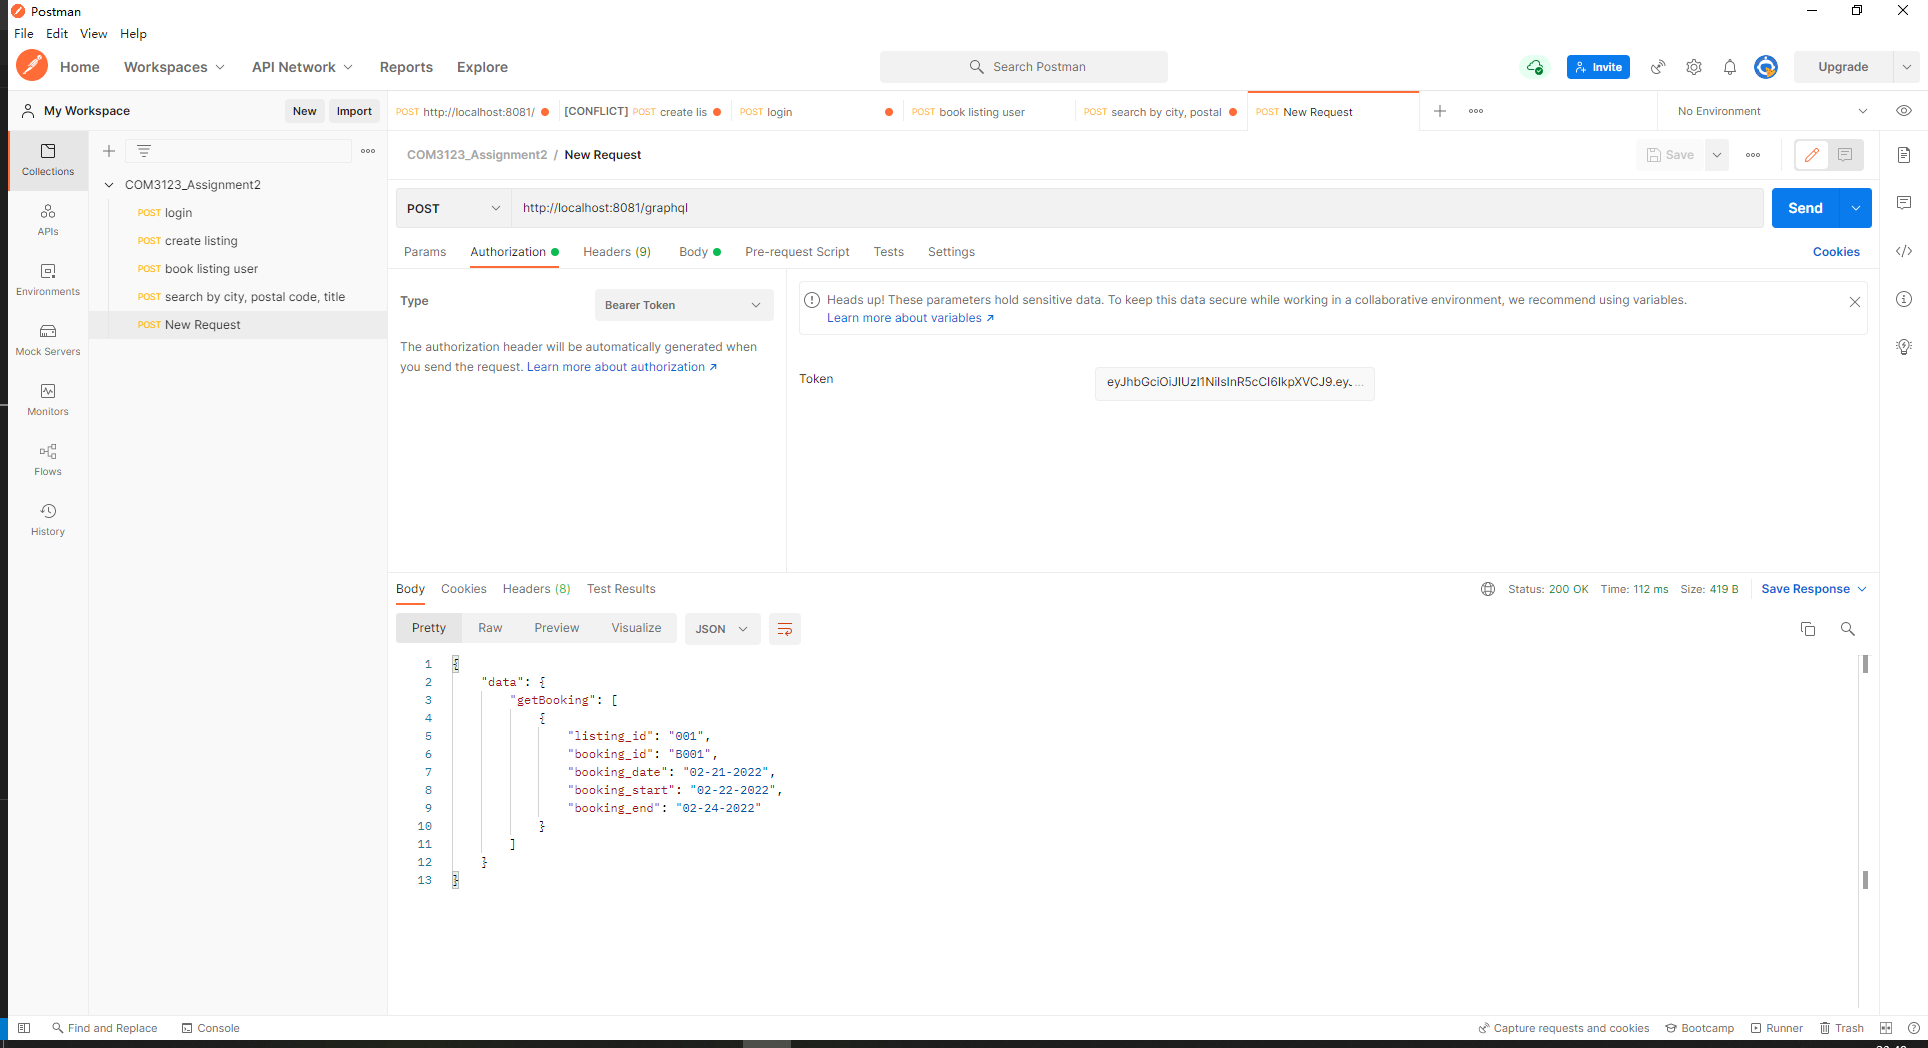 Postman
File Edit View Help
Home Workspaces API Network Reports Explore Search Postman Invite Upgrade
My Workspace New Import POST http://localhost:8081/ [CONFLICT] POST create lis POST login POST book listing user POST search by city, postal POST New Request No Environment
COM3123_Assignment2 / New Request Save
Collections
COM3123_Assignment2
POST login
POST create listing
POST book listing user
POST search by city, postal code, title
POST New Request
APIs
Environments
Mock Servers
Monitors
Flows
History
POST http://localhost:8081/graphql Send
Params Authorization Headers (9) Body Pre-request Script Tests Settings Cookies
Type Bearer Token
The authorization header will be automatically generated when
you send the request. Learn more about authorization ↗
Heads up! These parameters hold sensitive data. To keep this data secure while working in a collaborative environment, we recommend using variables.
Learn more about variables ↗
Token
Body Cookies Headers (8) Test Results Status: 200 OK Time: 112 ms Size: 419 B Save Response
Pretty Raw Preview Visualize JSON
1 {
2 "data": {
3 "getBooking": [
4 {
5 "listing_id": "001",
6 "booking_id": "B001",
7 "booking_date": "02-21-2022",
8 "booking_start": "02-22-2022",
9 "booking_end": "02-24-2022"
10 }
11 ]
12 }
13 }
Find and Replace Console Capture requests and cookies Bootcamp Runner Trash